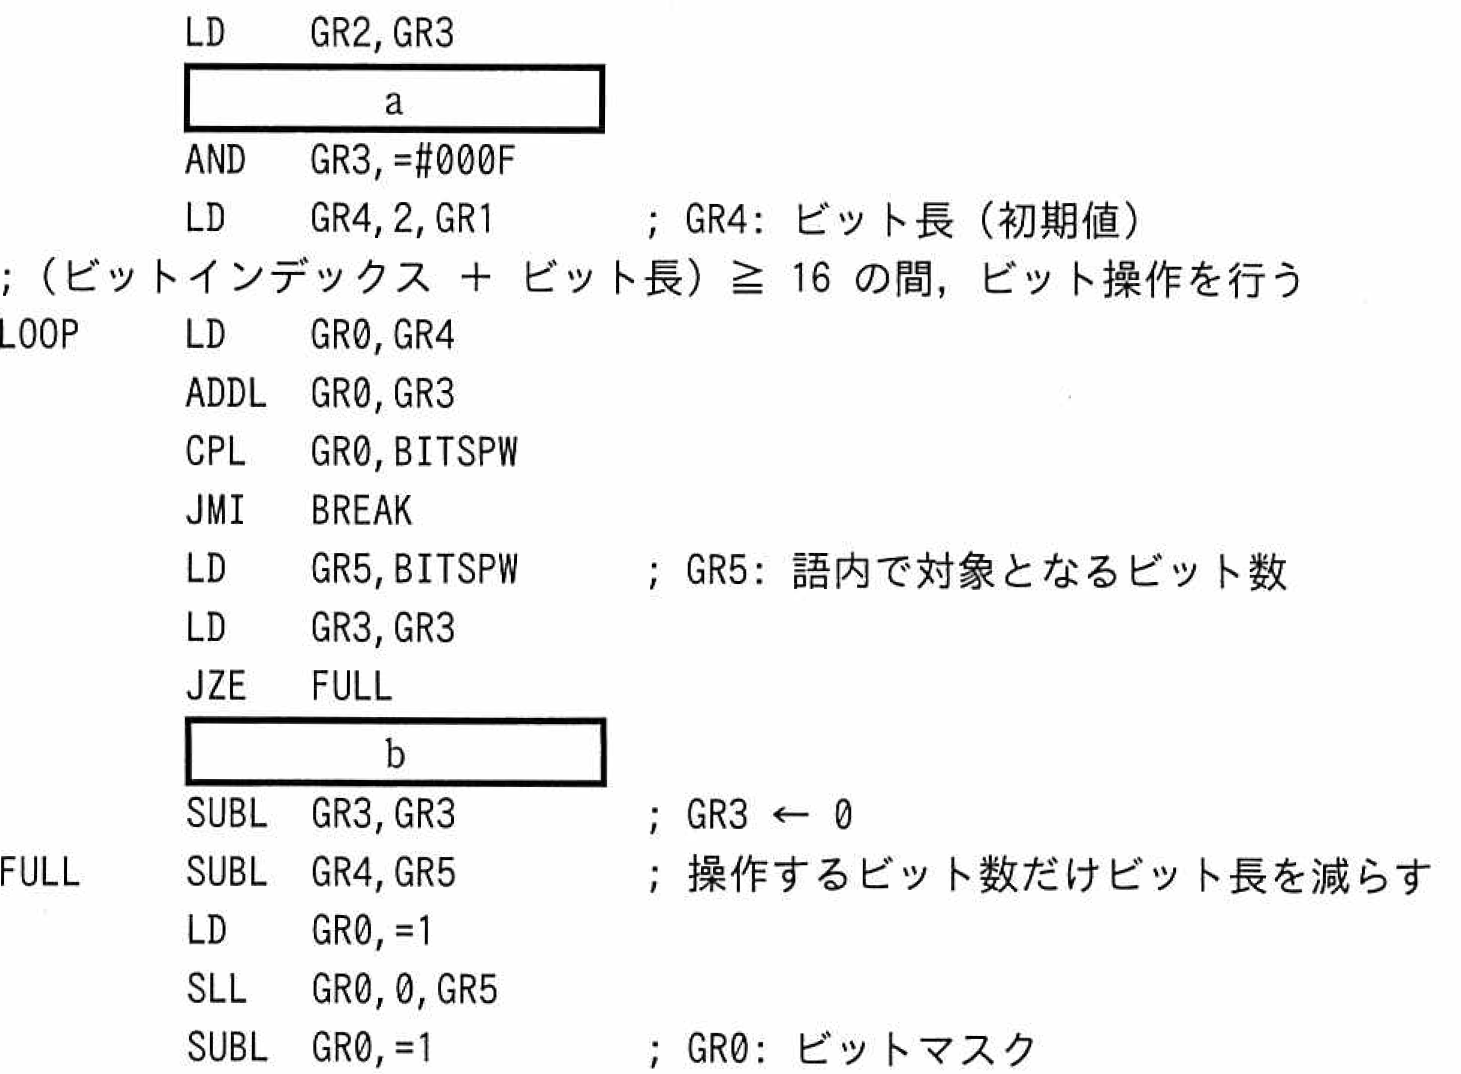 LD GR2,GR3
a
AND GR3,=#000F
LD GR4,2,GR1 ; GR4: ビット長（初期値）
;（ビットインデックス ＋ ビット長）≧ 16 の間，ビット操作を行う
LOOP LD GR0,GR4
ADDL GR0,GR3
CPL GR0,BITSPW
JMI BREAK
LD GR5,BITSPW ; GR5: 語内で対象となるビット数
LD GR3,GR3
JZE FULL
b
SUBL GR3,GR3 ; GR3 ← 0
FULL SUBL GR4,GR5 ; 操作するビット数だけビット長を減らす
LD GR0,=1
SLL GR0,0,GR5
SUBL GR0,=1 ; GR0: ビットマスク